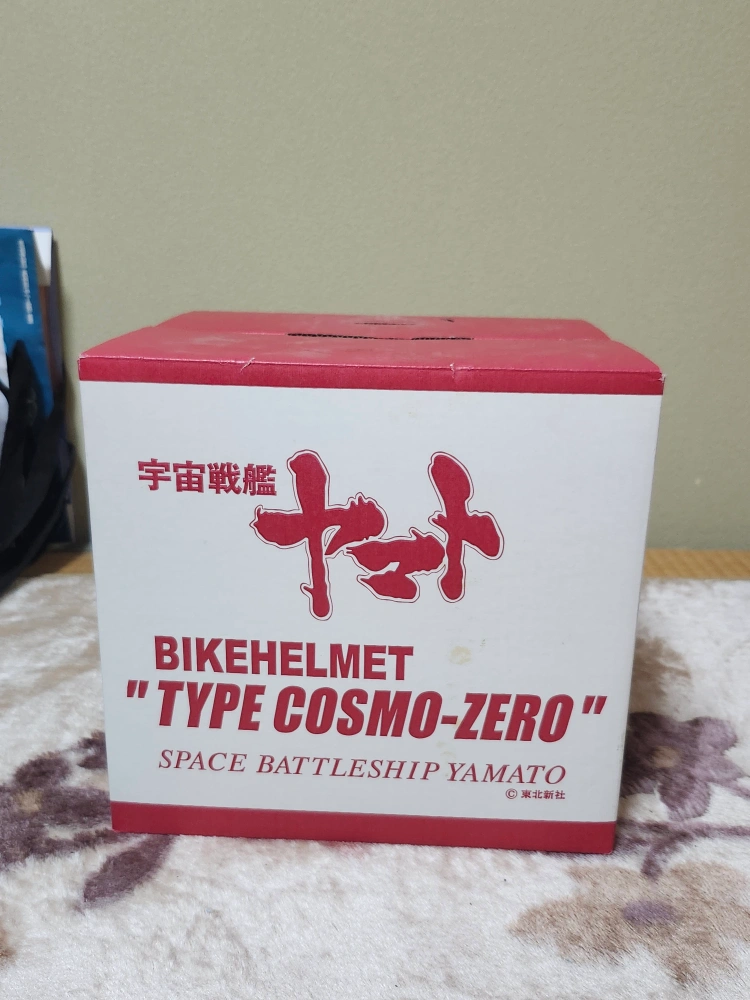 宇宙戦艦
ヤマト
BIKEHELMET
"TYPE COSMO-ZERO"
SPACE BATTLESHIP YAMATO
© 東北新社